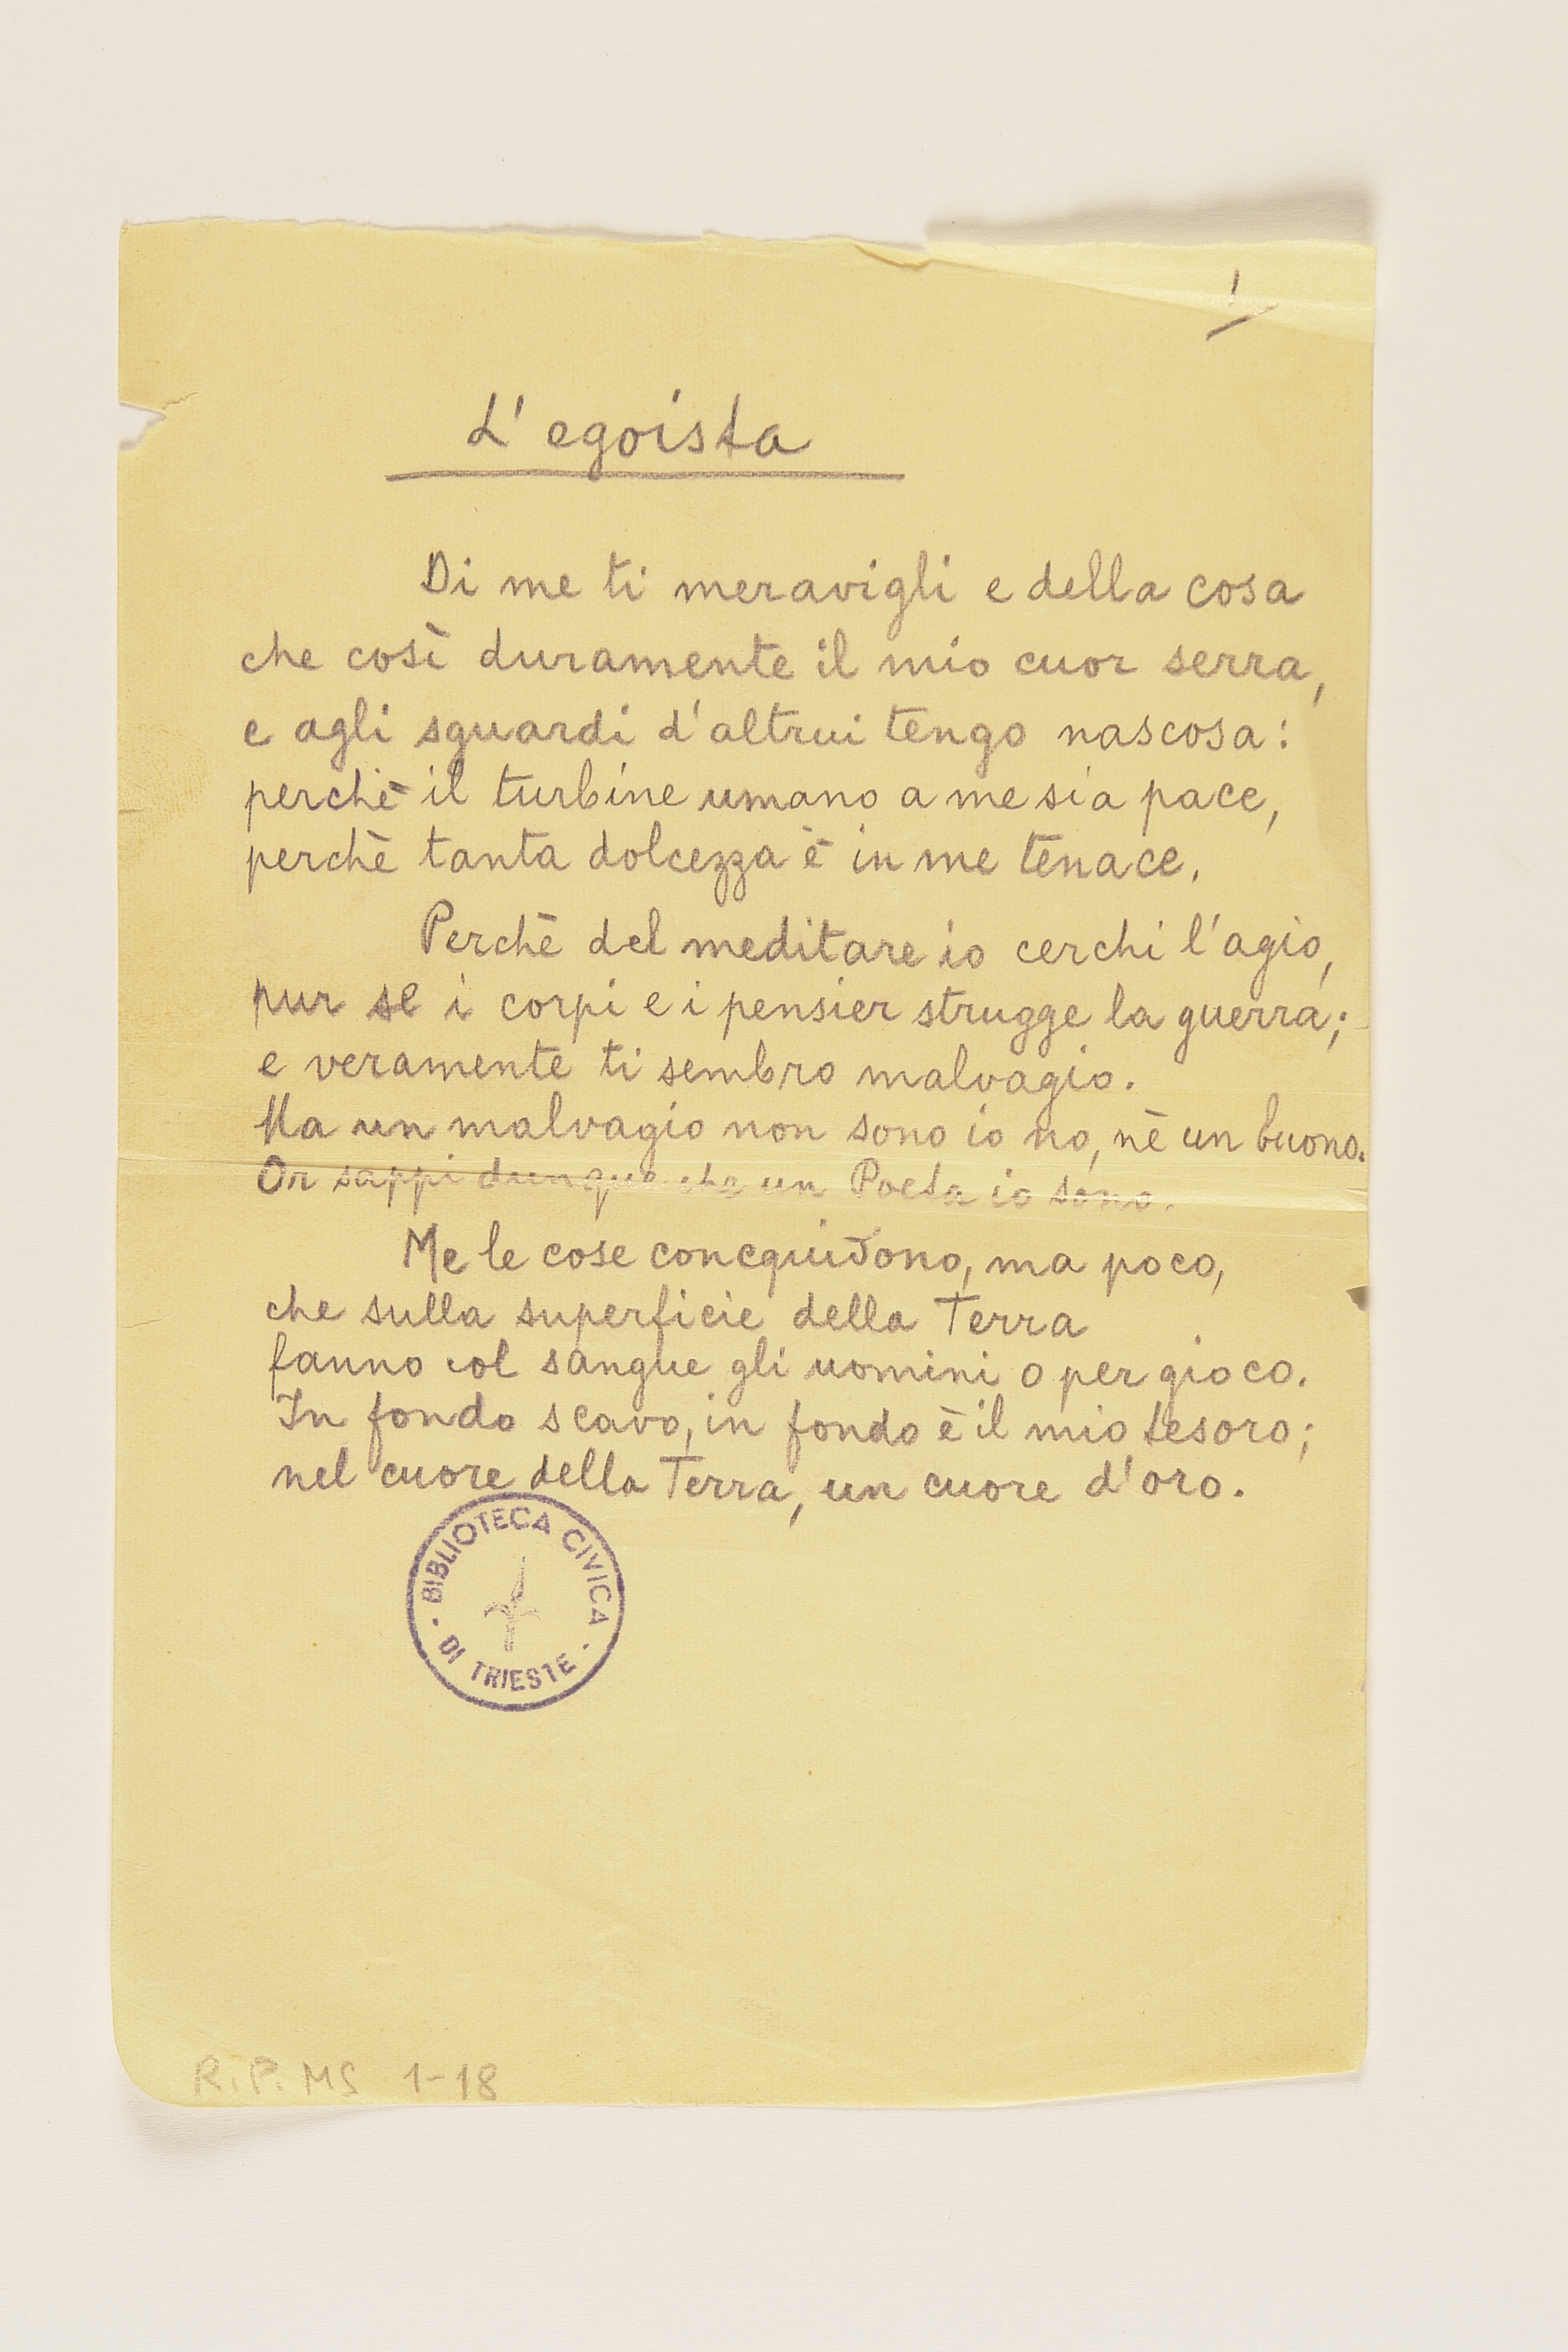 1
L'egoista
Di me ti meravigli e della cosa
che così duramente il mio cuor serra,
e agli sguardi d'altrui tengo nascosa:
perchè il turbine umano a me sia pace,
perchè tanta dolcezza è in me tenace.
Perchè del meditare io cerchi l'agio,
pur se i corpi e i pensier strugge la guerra;
e veramente ti sembro malvagio.
Ma un malvagio non sono io no, nè un buono.
Or sappi dunque che un Poeta io sono.
Me le cose conquidono, ma poco,
che sulla superficie della Terra
fanno col sangue gli uomini o per gioco.
In fondo scavo, in fondo è il mio tesoro;
nel cuore della Terra, un cuore d'oro.
BIBLIOTECA CIVICA
DI TRIESTE
R.P. MS 1-18